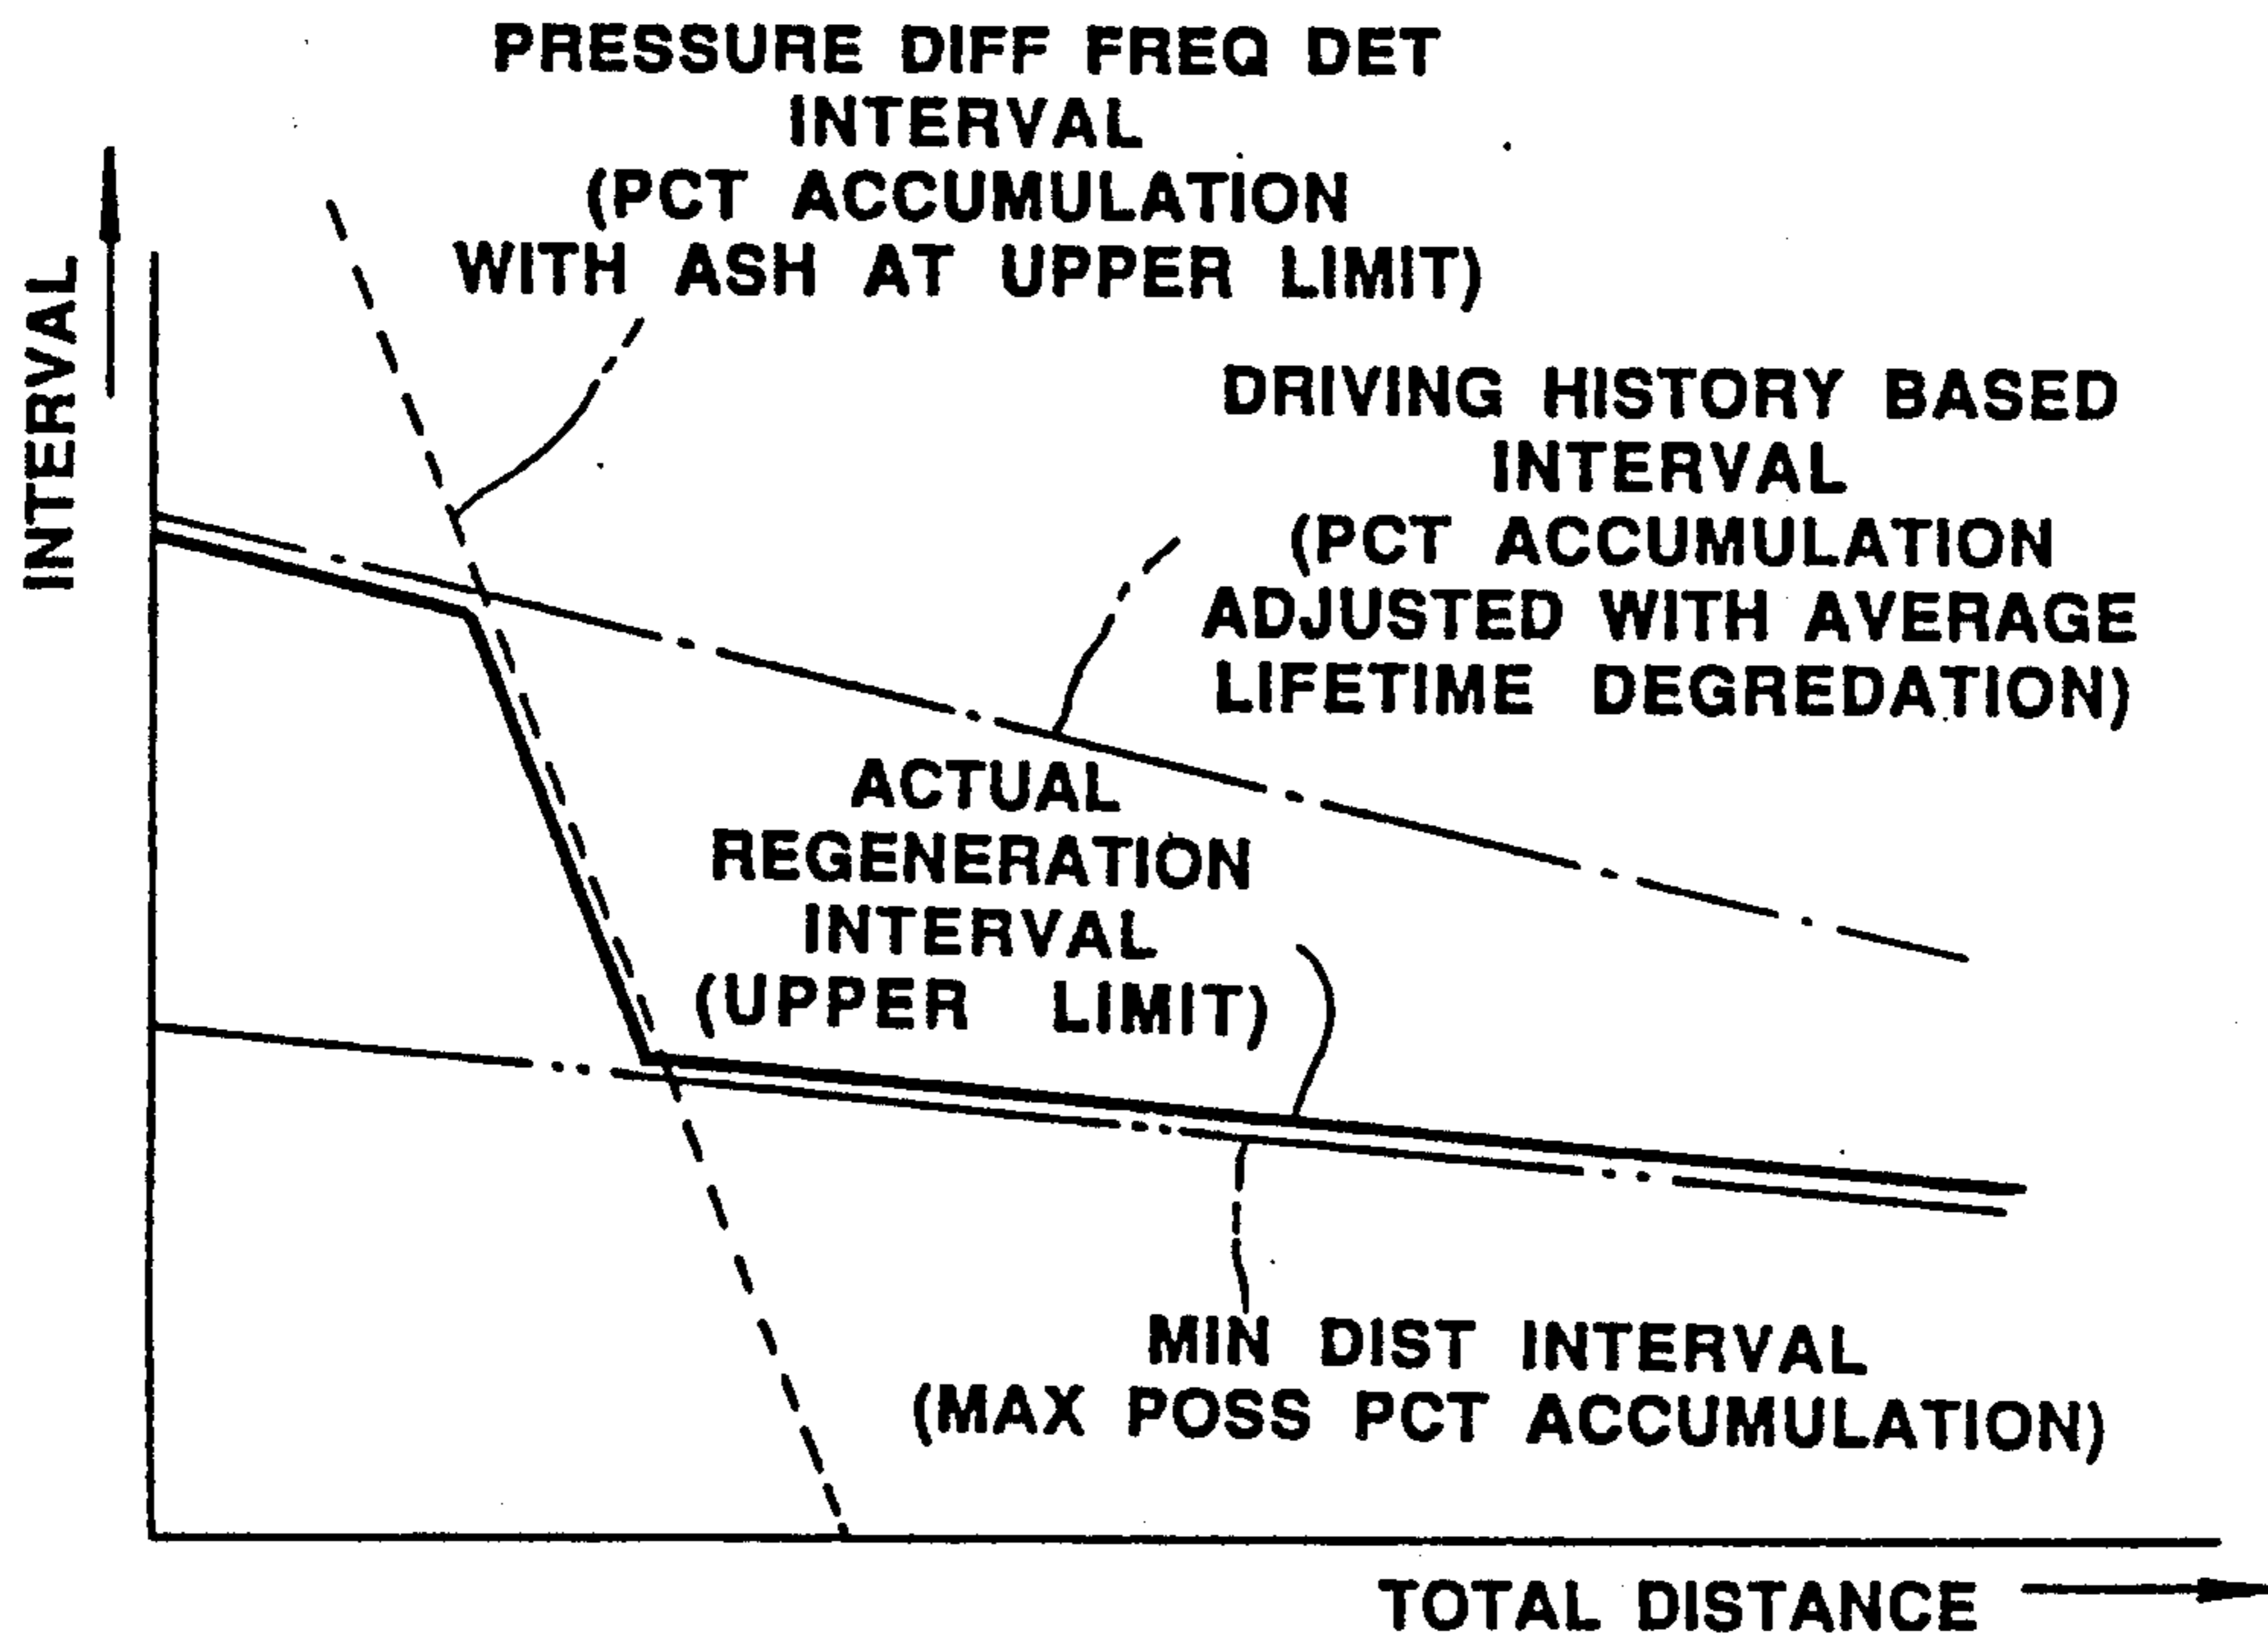 PRESSURE DIFF FREQ DET
INTERVAL
(PCT ACCUMULATION
WITH ASH AT UPPER LIMIT)
INTERVAL
DRIVING HISTORY BASED
INTERVAL
(PCT ACCUMULATION
ADJUSTED WITH AVERAGE
LIFETIME DEGREDATION)
ACTUAL
REGENERATION
INTERVAL
(UPPER LIMIT)
MIN DIST INTERVAL
(MAX POSS PCT ACCUMULATION)
TOTAL DISTANCE